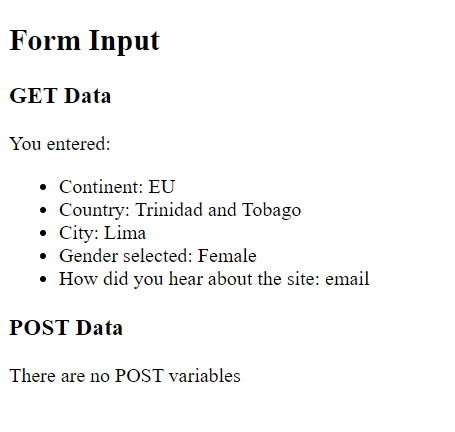 Form Input
GET Data
You entered:
Continent: EU
Country: Trinidad and Tobago
City: Lima
Gender selected: Female
How did you hear about the site: email
POST Data
There are no POST variables